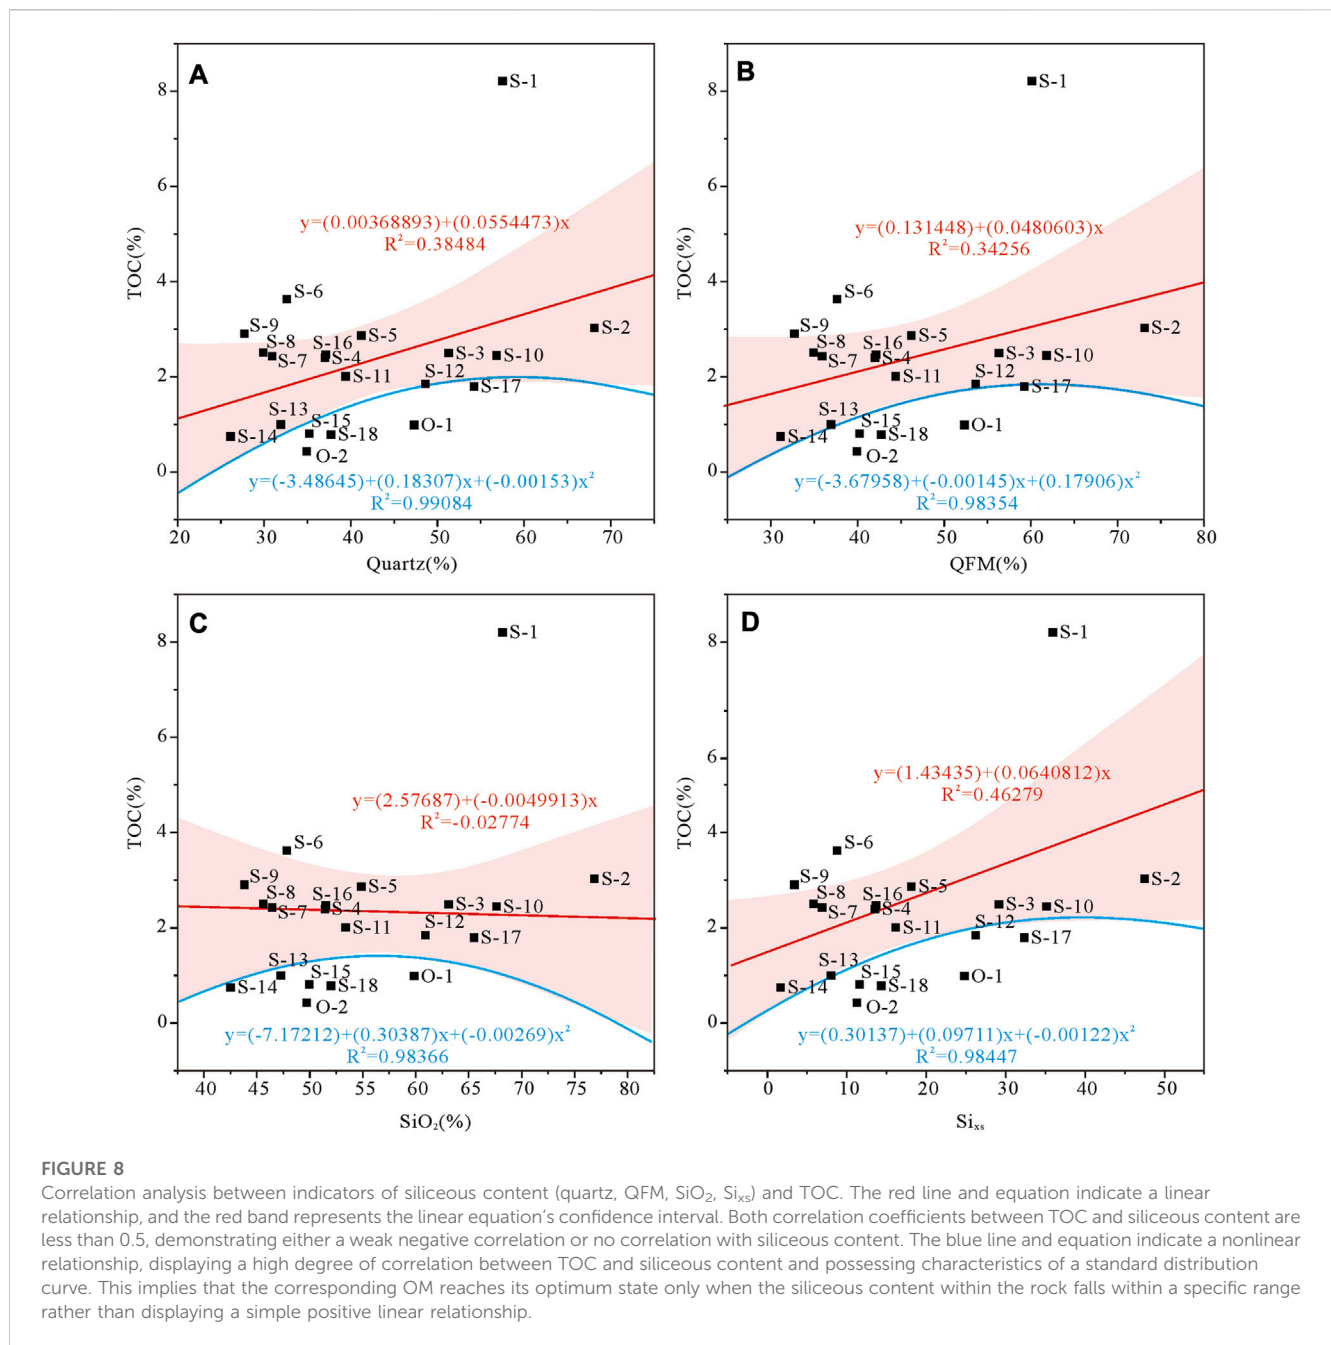 A
S-1
y=(0.00368893)+(0.0554473)x
R²=0.38484
S-6
S-9
S-8
S-7
S-16
S-4
S-5
S-11
S-3
S-10
S-2
S-12
S-17
S-13
S-14
S-15
S-18
O-1
O-2
y=(-3.48645)+(0.18307)x+(-0.00153)x²
R²=0.99084
TOC(%)
8
6
4
2
0
20 30 40 50 60 70
Quartz(%)
B
S-1
y=(0.131448)+(0.0480603)x
R²=0.34256
S-6
S-9
S-8
S-7
S-16
S-4
S-5
S-11
S-3
S-10
S-2
S-12
S-17
S-13
S-14
S-15
S-18
O-1
O-2
y=(-3.67958)+(-0.00145)x+(0.17906)x²
R²=0.98354
TOC(%)
8
6
4
2
0
30 40 50 60 70 80
QFM(%)
C
S-1
y=(2.57687)+(-0.0049913)x
R²=-0.02774
S-6
S-9
S-8
S-7
S-16
S-4
S-5
S-11
S-3
S-10
S-2
S-12
S-17
S-13
S-14
S-15
S-18
O-1
O-2
y=(-7.17212)+(0.30387)x+(-0.00269)x²
R²=0.98366
TOC(%)
8
6
4
2
0
40 45 50 55 60 65 70 75 80
SiO₂(%)
D
S-1
y=(1.43435)+(0.0640812)x
R²=0.46279
S-6
S-9
S-8
S-7
S-16
S-4
S-5
S-11
S-3
S-10
S-2
S-12
S-17
S-13
S-14
S-15
S-18
O-1
O-2
y=(0.30137)+(0.09711)x+(-0.00122)x²
R²=0.98447
TOC(%)
8
6
4
2
0
0 10 20 30 40 50
Siₓₛ
FIGURE 8
Correlation analysis between indicators of siliceous content (quartz, QFM, SiO₂, Siₓₛ) and TOC. The red line and equation indicate a linear
relationship, and the red band represents the linear equation's confidence interval. Both correlation coefficients between TOC and siliceous content are
less than 0.5, demonstrating either a weak negative correlation or no correlation with siliceous content. The blue line and equation indicate a nonlinear
relationship, displaying a high degree of correlation between TOC and siliceous content and possessing characteristics of a standard distribution
curve. This implies that the corresponding OM reaches its optimum state only when the siliceous content within the rock falls within a specific range
rather than displaying a simple positive linear relationship.